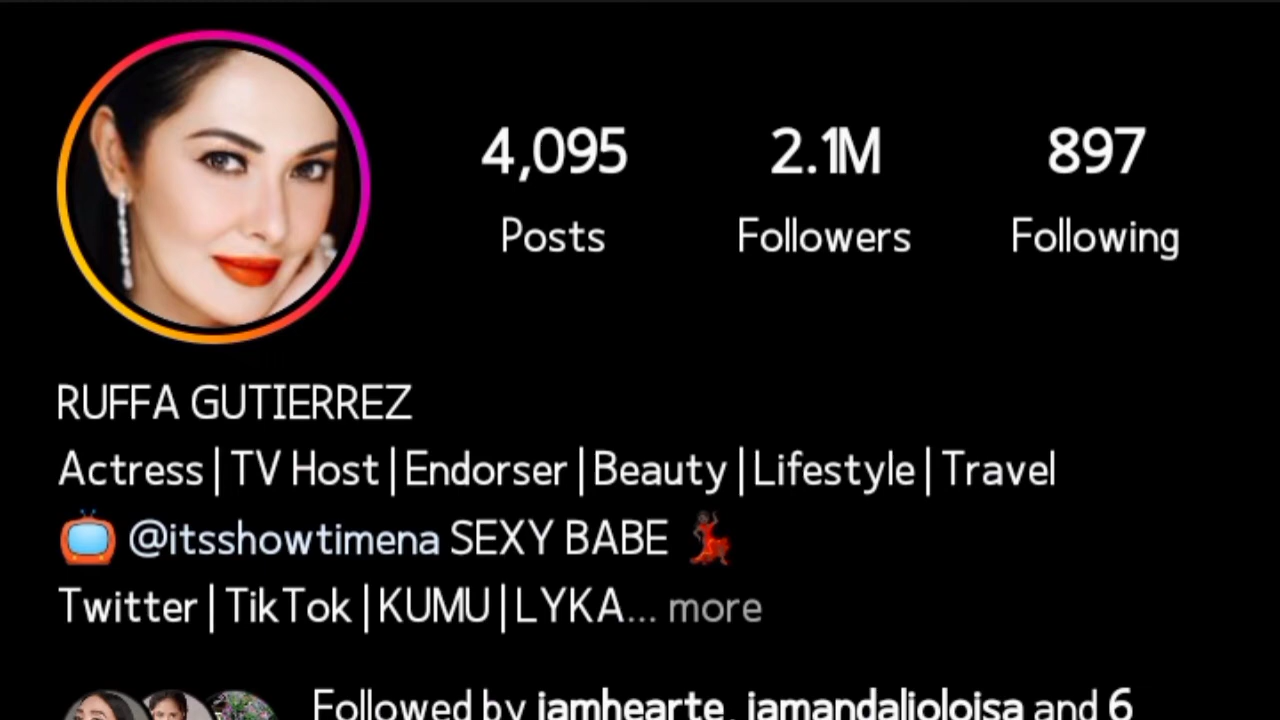 4,095 2.1M 897
Posts Followers Following
RUFFA GUTIERREZ
Actress|TV Host|Endorser|Beauty|Lifestyle|Travel
📺 @itsshowtimena SEXY BABE 💃🏿
Twitter|TikTok|KUMU|LYKA... more
Followed by iamhearte, iamandalioloisa and 6